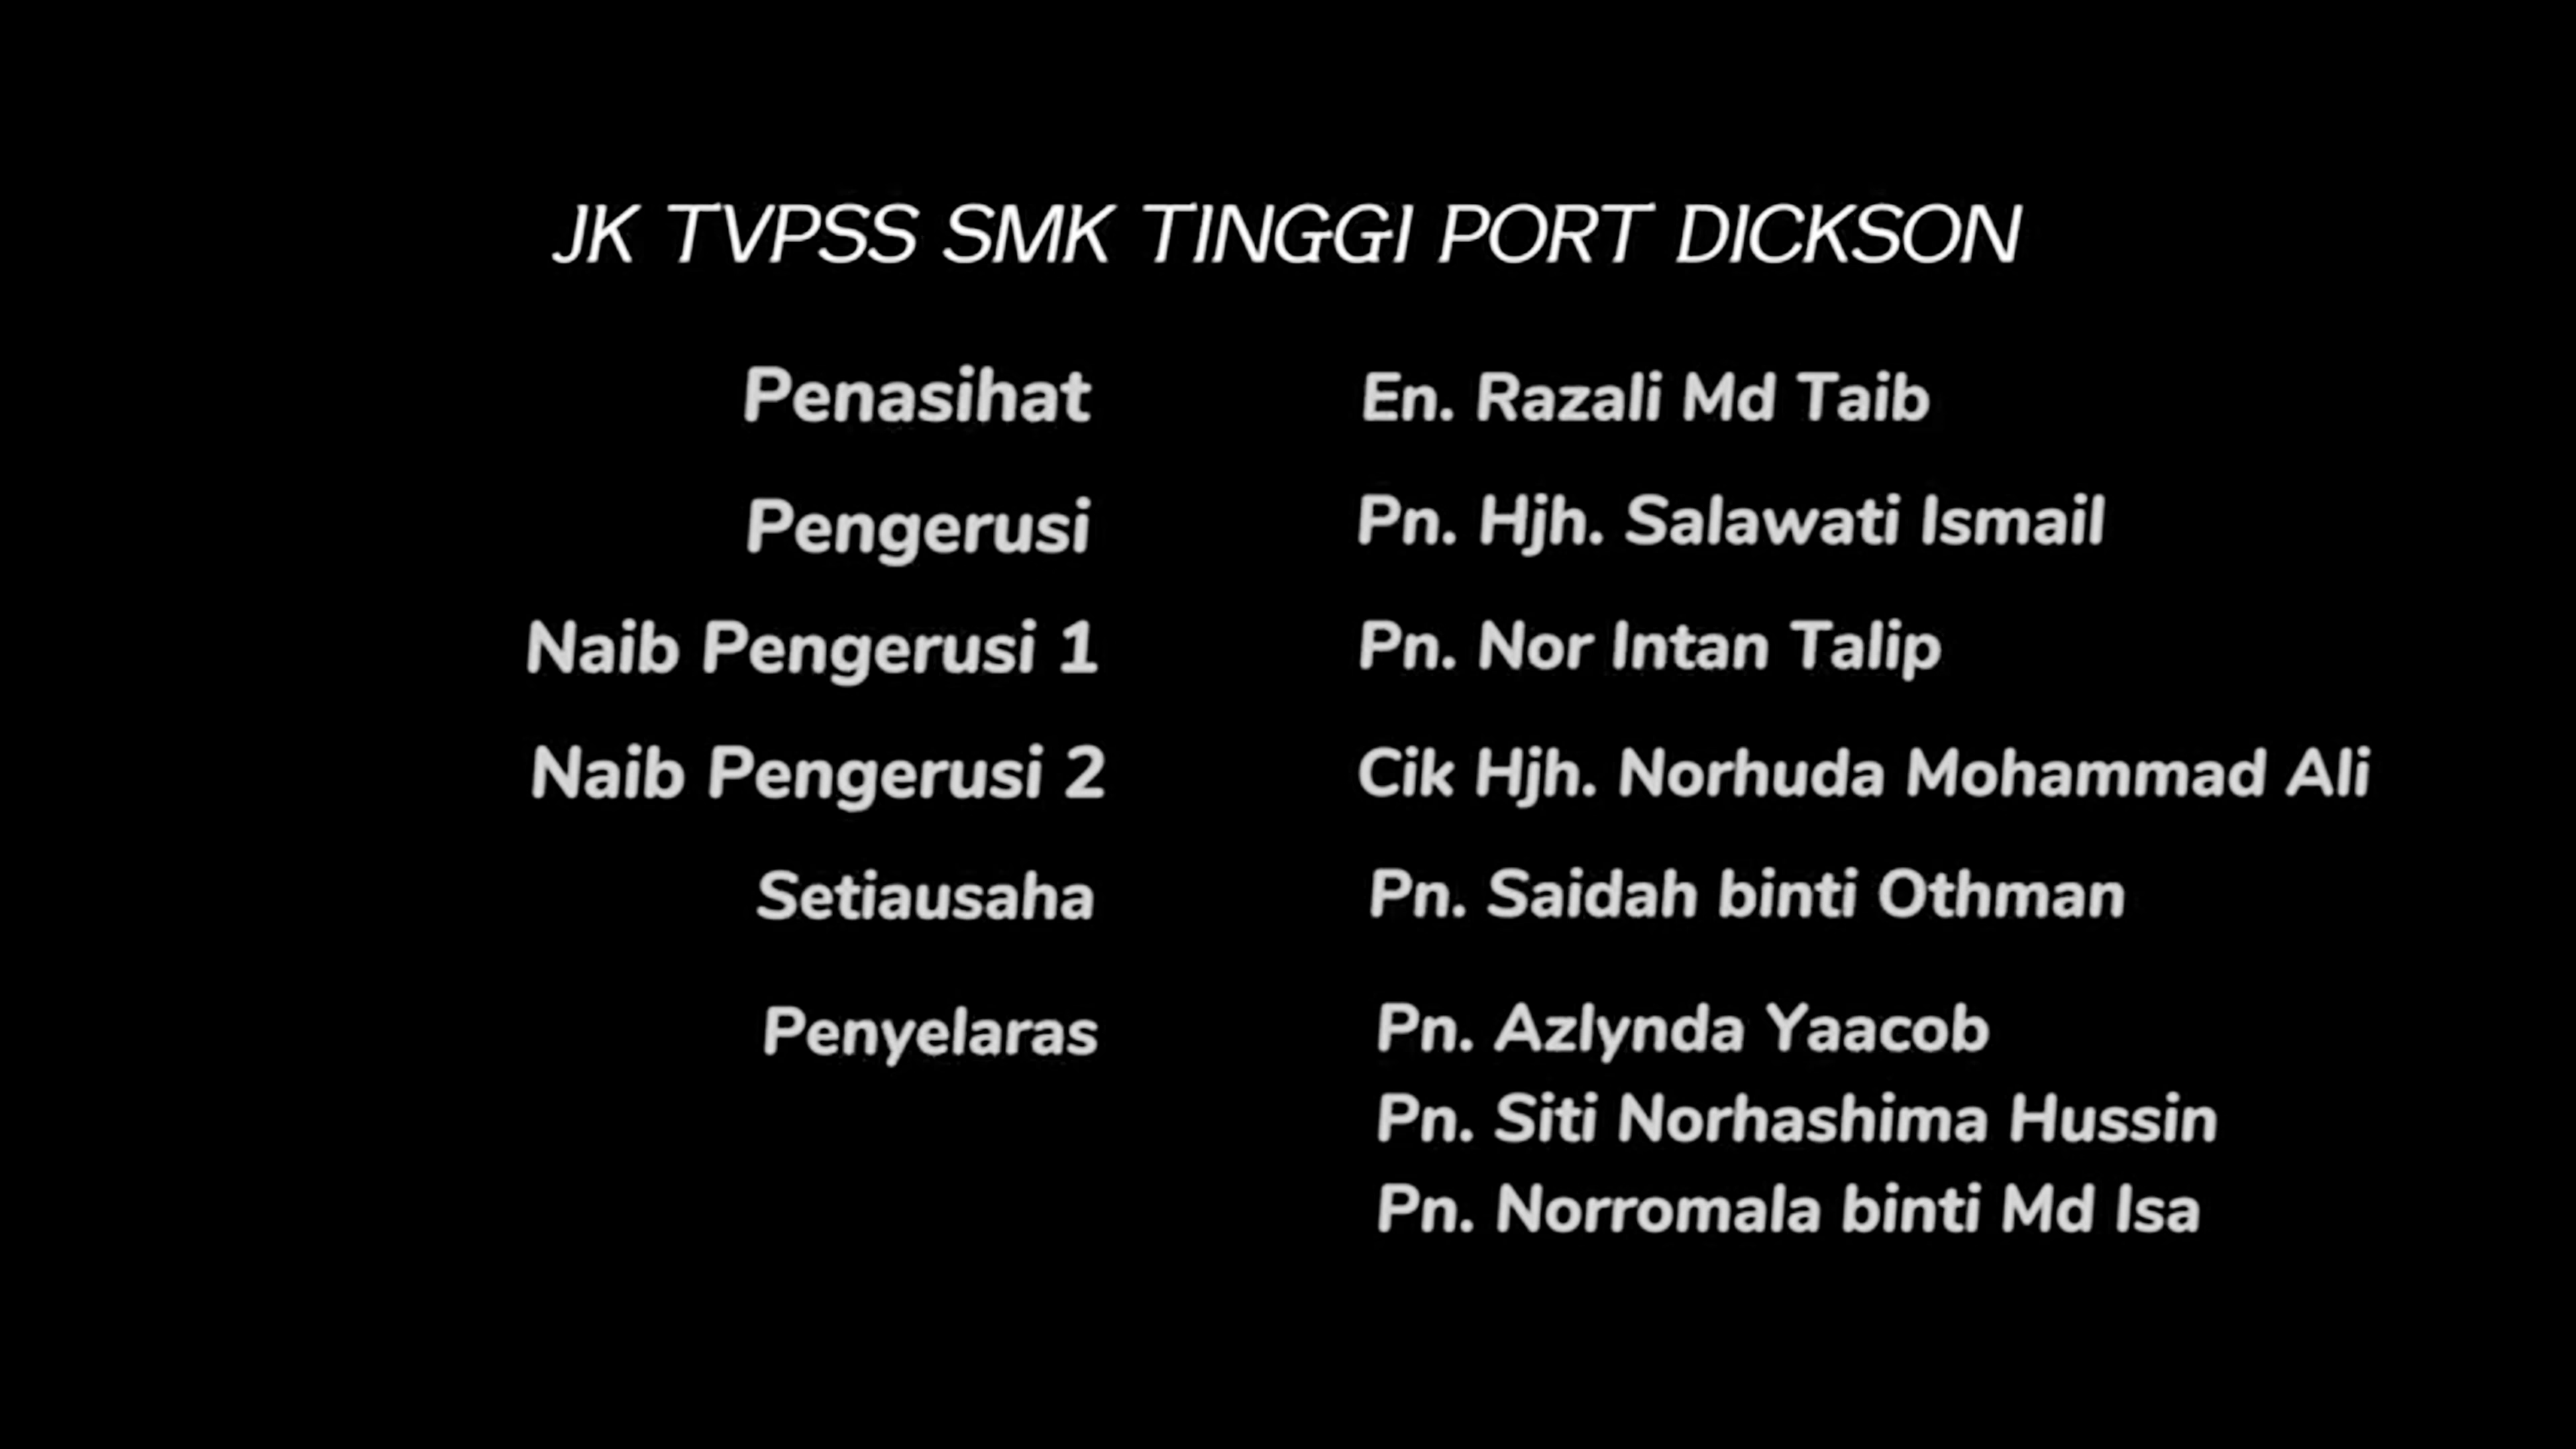 JK TVPSS SMK TINGGI PORT DICKSON
Penasihat En. Razali Md Taib
Pengerusi Pn. Hjh. Salawati Ismail
Naib Pengerusi 1 Pn. Nor Intan Talip
Naib Pengerusi 2 Cik Hjh. Norhuda Mohammad Ali
Setiausaha Pn. Saidah binti Othman
Penyelaras Pn. Azlynda Yaacob
Pn. Siti Norhashima Hussin
Pn. Norromala binti Md Isa